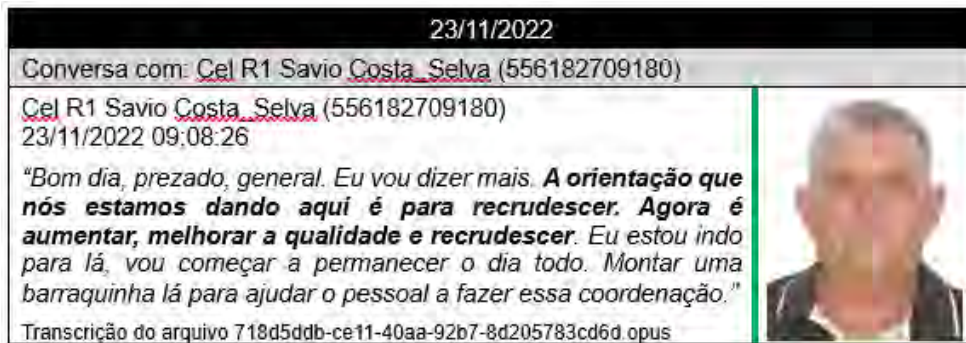 23/11/2022
Conversa com: Cel R1 Savio Costa_Selva (556182709180)
Cel R1 Savio Costa_Selva (556182709180)
23/11/2022 09:08:26
"Bom dia, prezado, general. Eu vou dizer mais. A orientação que
nós estamos dando aqui é para recrudescer. Agora é
aumentar, melhorar a qualidade e recrudescer. Eu estou indo
para lá, vou começar a permanecer o dia todo. Montar uma
barraquinha lá para ajudar o pessoal a fazer essa coordenação."
Transcrição do arquivo 718d5ddb-ce11-40aa-92b7-8d205783cd6d.opus